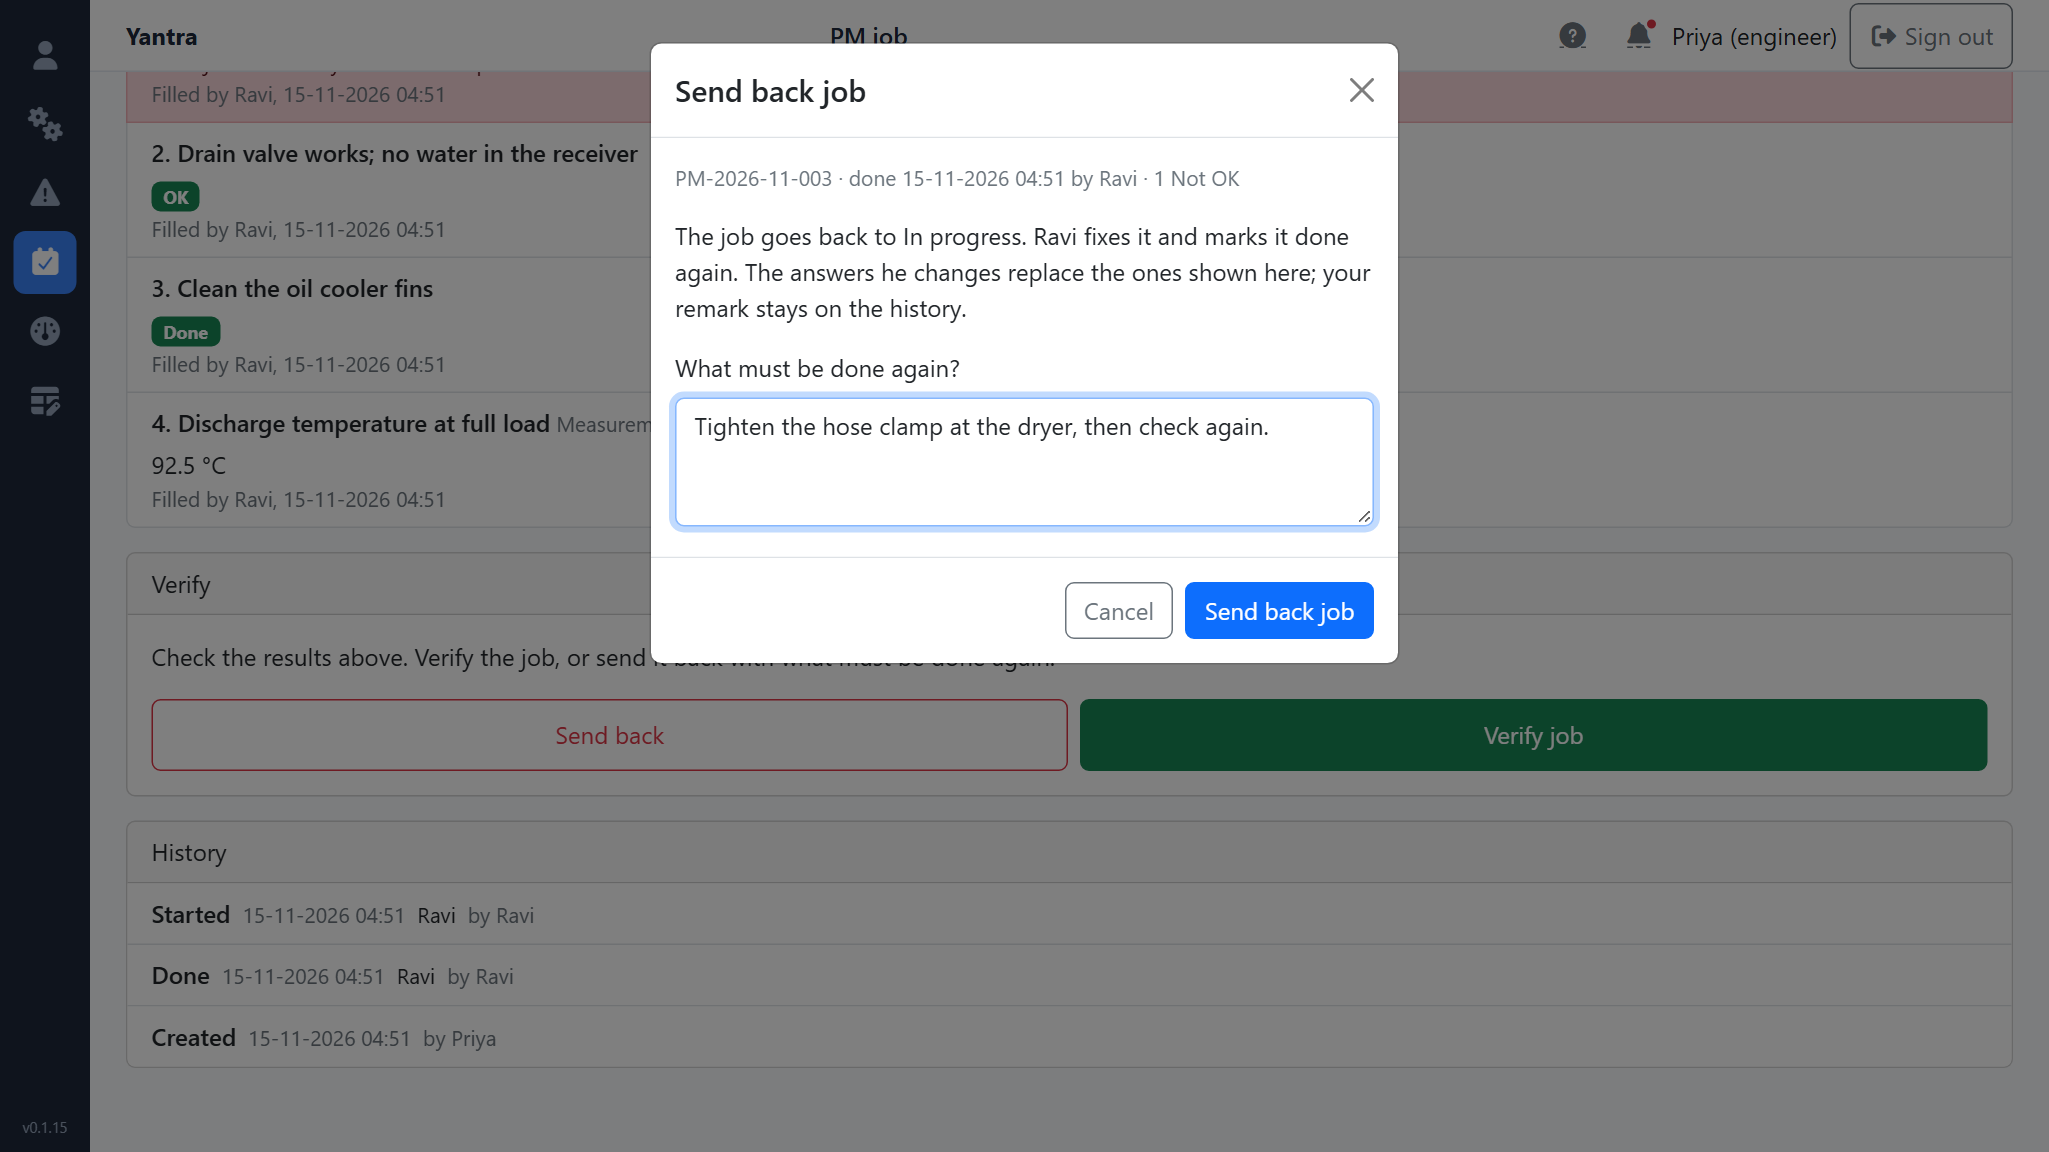 Yantra
PM job
Priya (engineer)
Sign out
Filled by Ravi, 15-11-2026 04:51
2. Drain valve works; no water in the receiver
OK
Filled by Ravi, 15-11-2026 04:51
3. Clean the oil cooler fins
Done
Filled by Ravi, 15-11-2026 04:51
4. Discharge temperature at full load
92.5 °C
Filled by Ravi, 15-11-2026 04:51
Send back job
PM-2026-11-003 · done 15-11-2026 04:51 by Ravi · 1 Not OK
The job goes back to In progress. Ravi fixes it and marks it done
again. The answers he changes replace the ones shown here; your
remark stays on the history.
What must be done again?
Tighten the hose clamp at the dryer, then check again.
Cancel
Send back job
Verify
Check the results above. Verify the job, or send it back with what must be done again.
Send back
Verify job
History
Started 15-11-2026 04:51 Ravi by Ravi
Done 15-11-2026 04:51 Ravi by Ravi
Created 15-11-2026 04:51 by Priya
v0.1.15